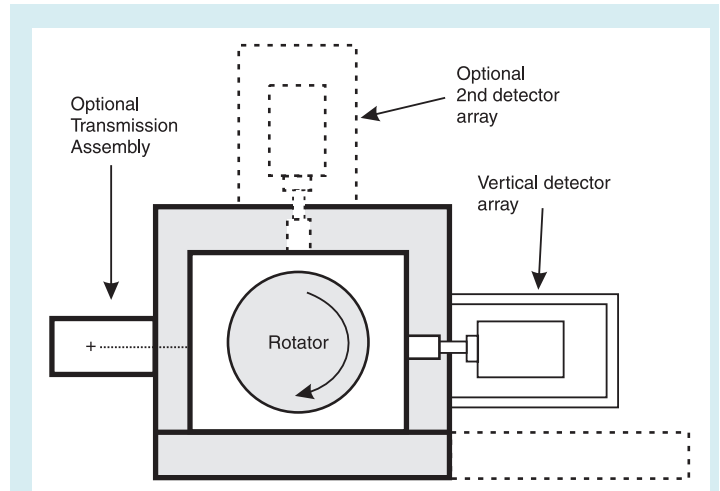 Optional
2nd detector
array
Optional
Transmission
Assembly
Vertical detector
array
Rotator
+